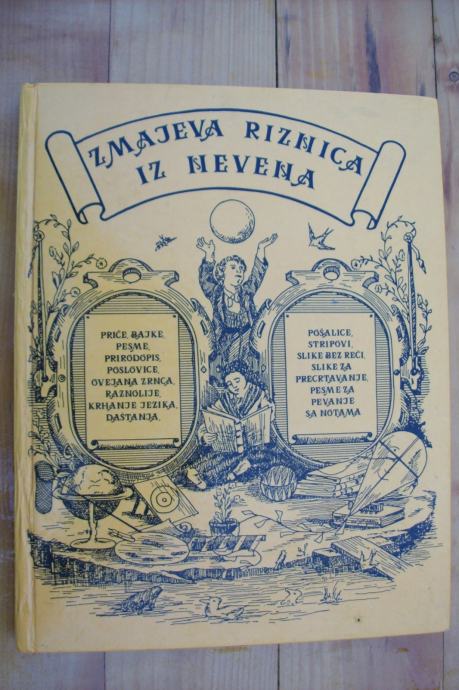 ZMAJEVA RIZNICA
IZ NEVENA
PRIČE, BAJKE,
PESME,
PRIRODOPIS,
POSLOVICE,
OVEJANA ZRNCA,
RAZNOLIJE,
KRHANJE JEZIKA,
DAŠTANJA,
POŠALICE,
STRIPOVI,
SLIKE BEZ REČI,
SLIKE ZA
PRECRTAVANJE,
PESME ZA
PEVANJE
SA NOTAMA